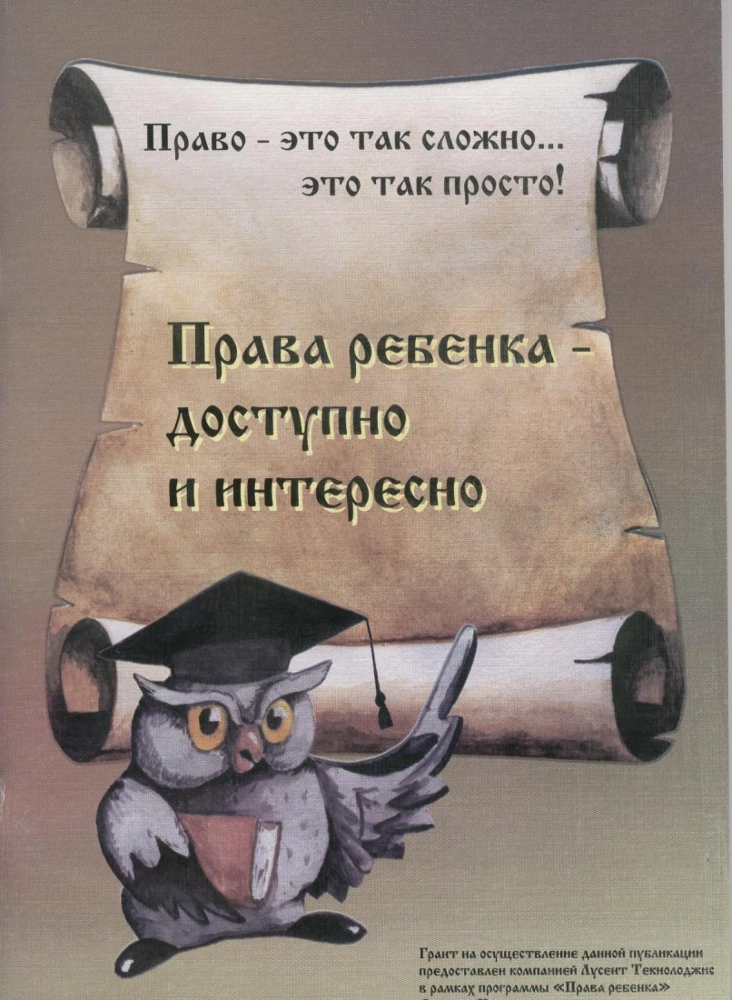 Право - это так сложно...
это так просто!
Права ребенка -
доступно
и интересно
Грант на осуществление данной публикации
предоставлен компанией Лусент Текнолоджис
в рамках программы «Права ребенка»